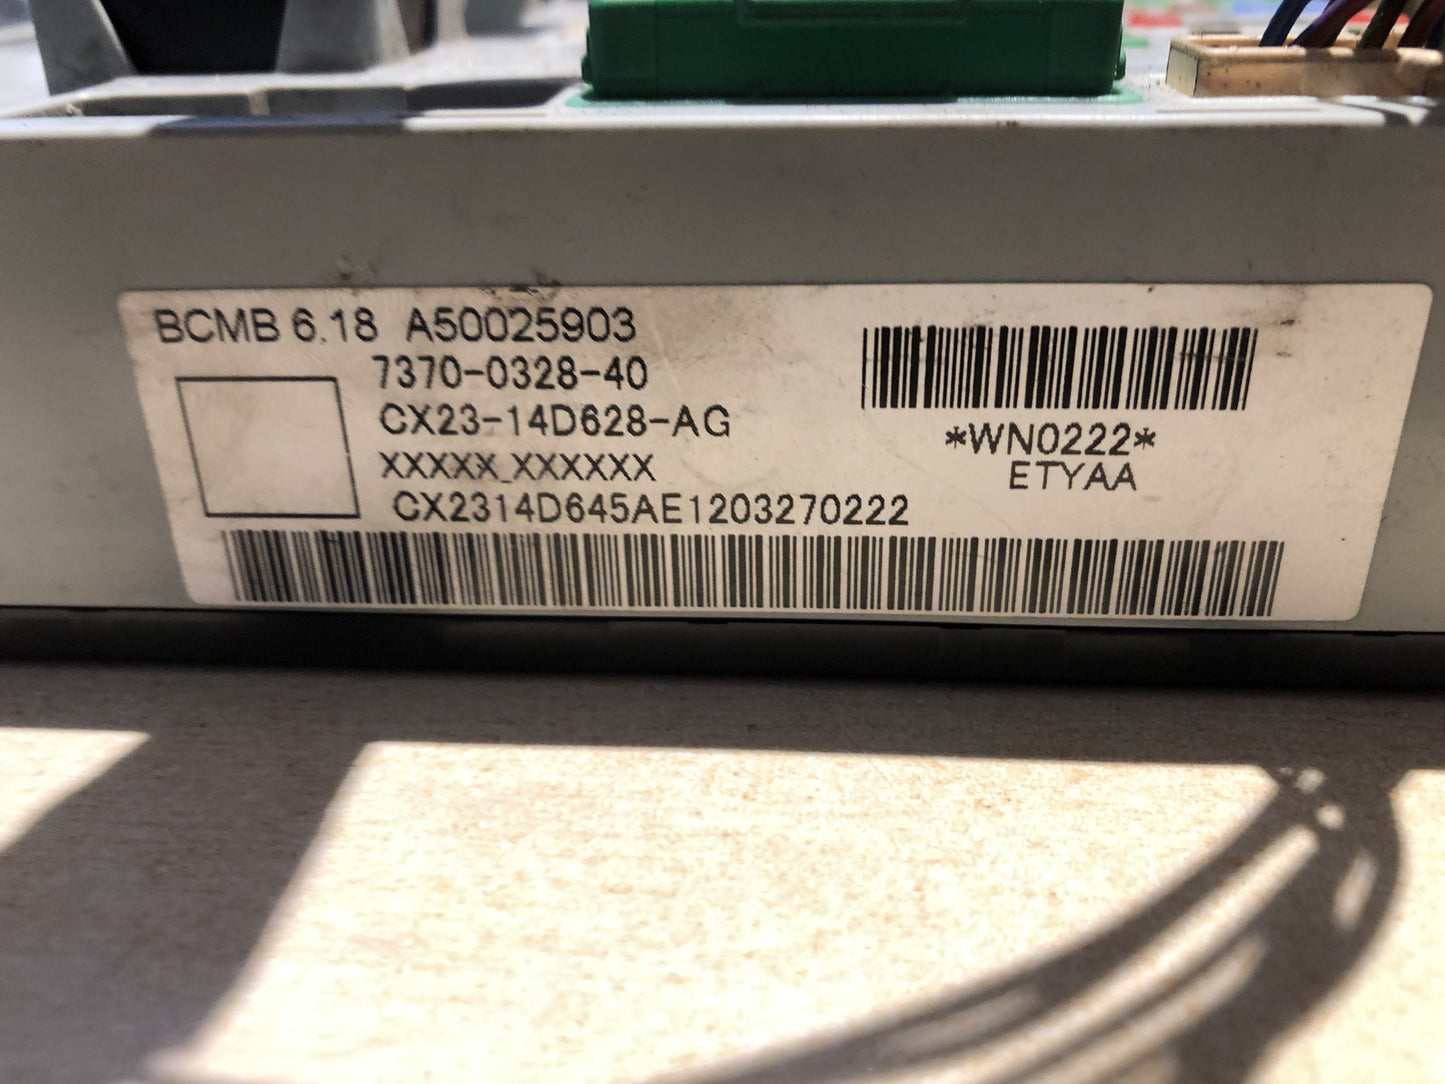 BCMB 6.18 A50025903
7370-0328-40
CX23-14D628-AG
XXXXX_XXXXXX
CX2314D645AE1203270222
*WN0222*
ETYAA